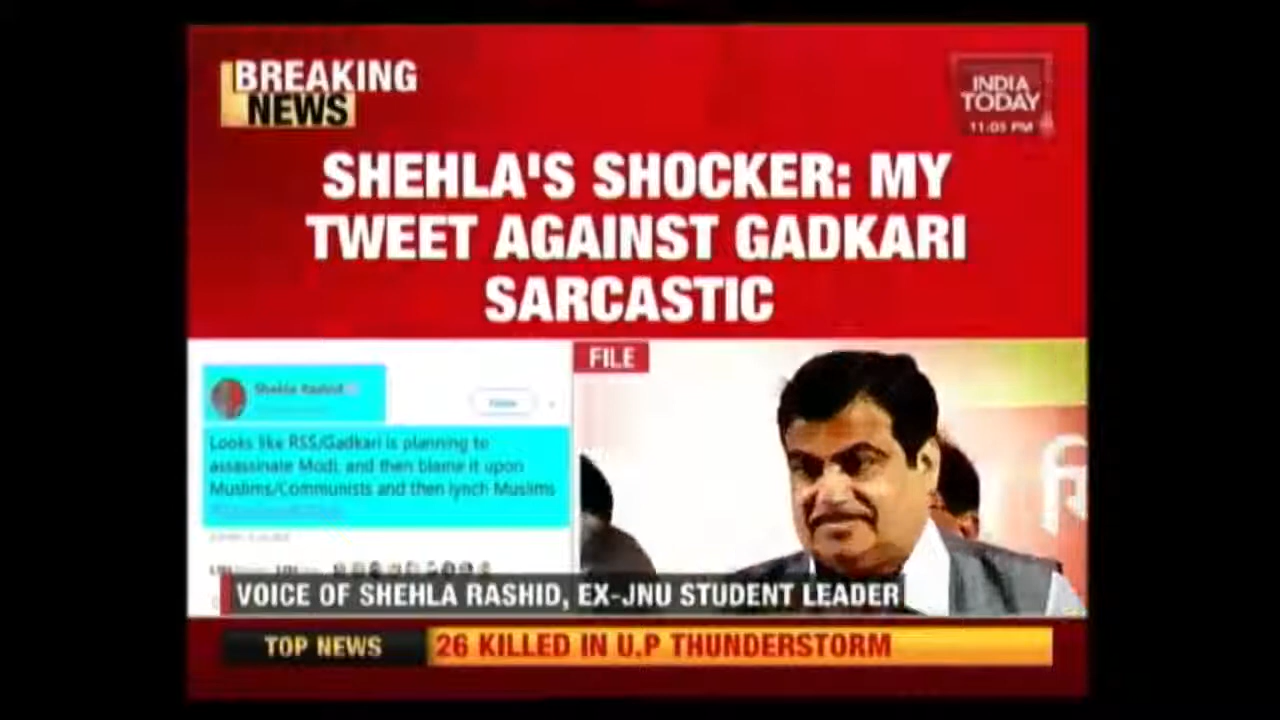 BREAKING
NEWS
INDIA
TODAY
11:05 PM
SHEHLA'S SHOCKER: MY
TWEET AGAINST GADKARI
SARCASTIC
FILE
Shehla Rashid
Looks like RSS/Gadkari is planning to
assassinate Modi, and then blame it upon
Muslims/Communists and then lynch Muslims
VOICE OF SHEHLA RASHID, EX-JNU STUDENT LEADER
TOP NEWS
26 KILLED IN U.P THUNDERSTORM